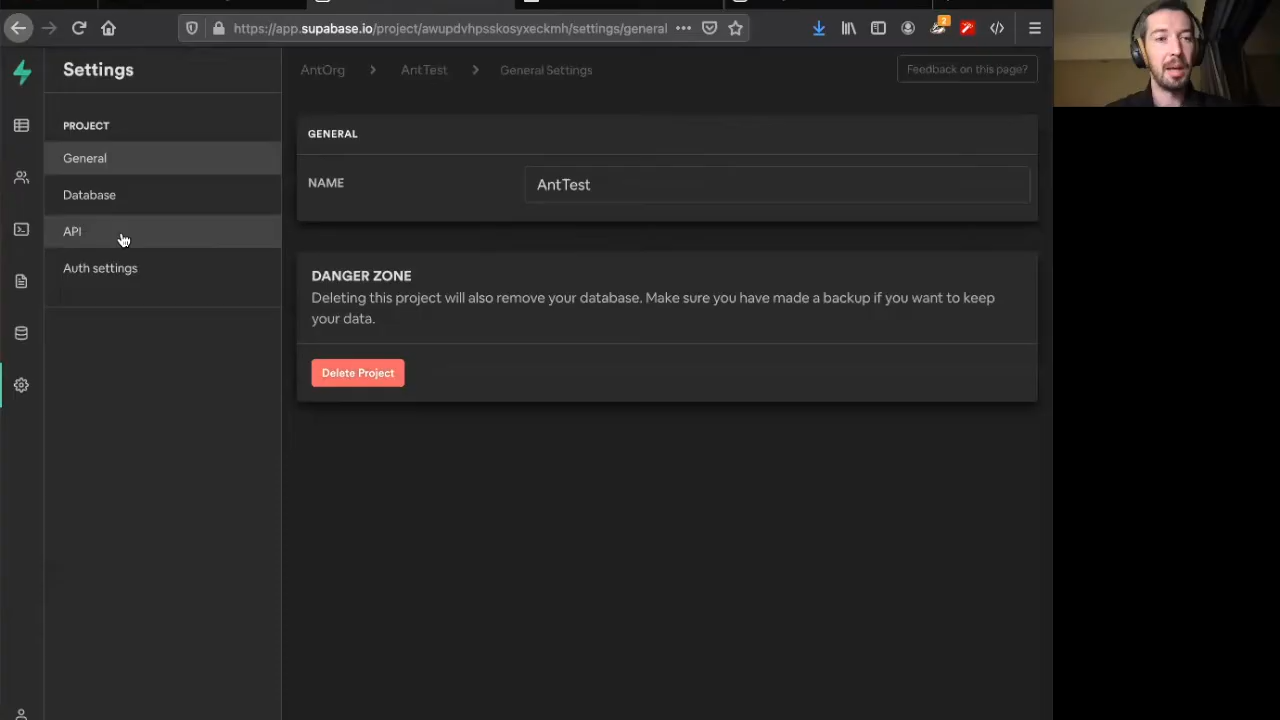 https://app.supabase.io/project/awupdvhpsskosyxeckmh/settings/general
2
Settings
AntOrg > AntTest > General Settings
Feedback on this page?
PROJECT
General
Database
API
Auth settings
GENERAL
NAME
AntTest
DANGER ZONE
Deleting this project will also remove your database. Make sure you have made a backup if you want to keep
your data.
Delete Project